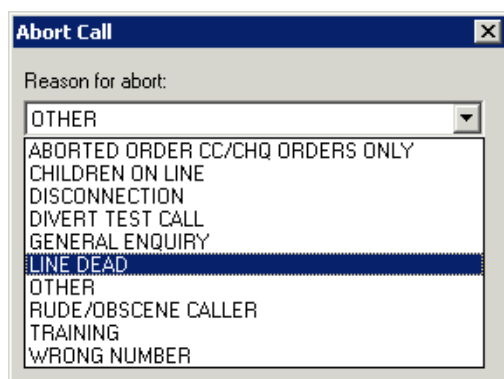 Abort Call
Reason for abort:
OTHER
ABORTED ORDER CC/CHQ ORDERS ONLY
CHILDREN ON LINE
DISCONNECTION
DIVERT TEST CALL
GENERAL ENQUIRY
LINE DEAD
OTHER
RUDE/OBSCENE CALLER
TRAINING
WRONG NUMBER